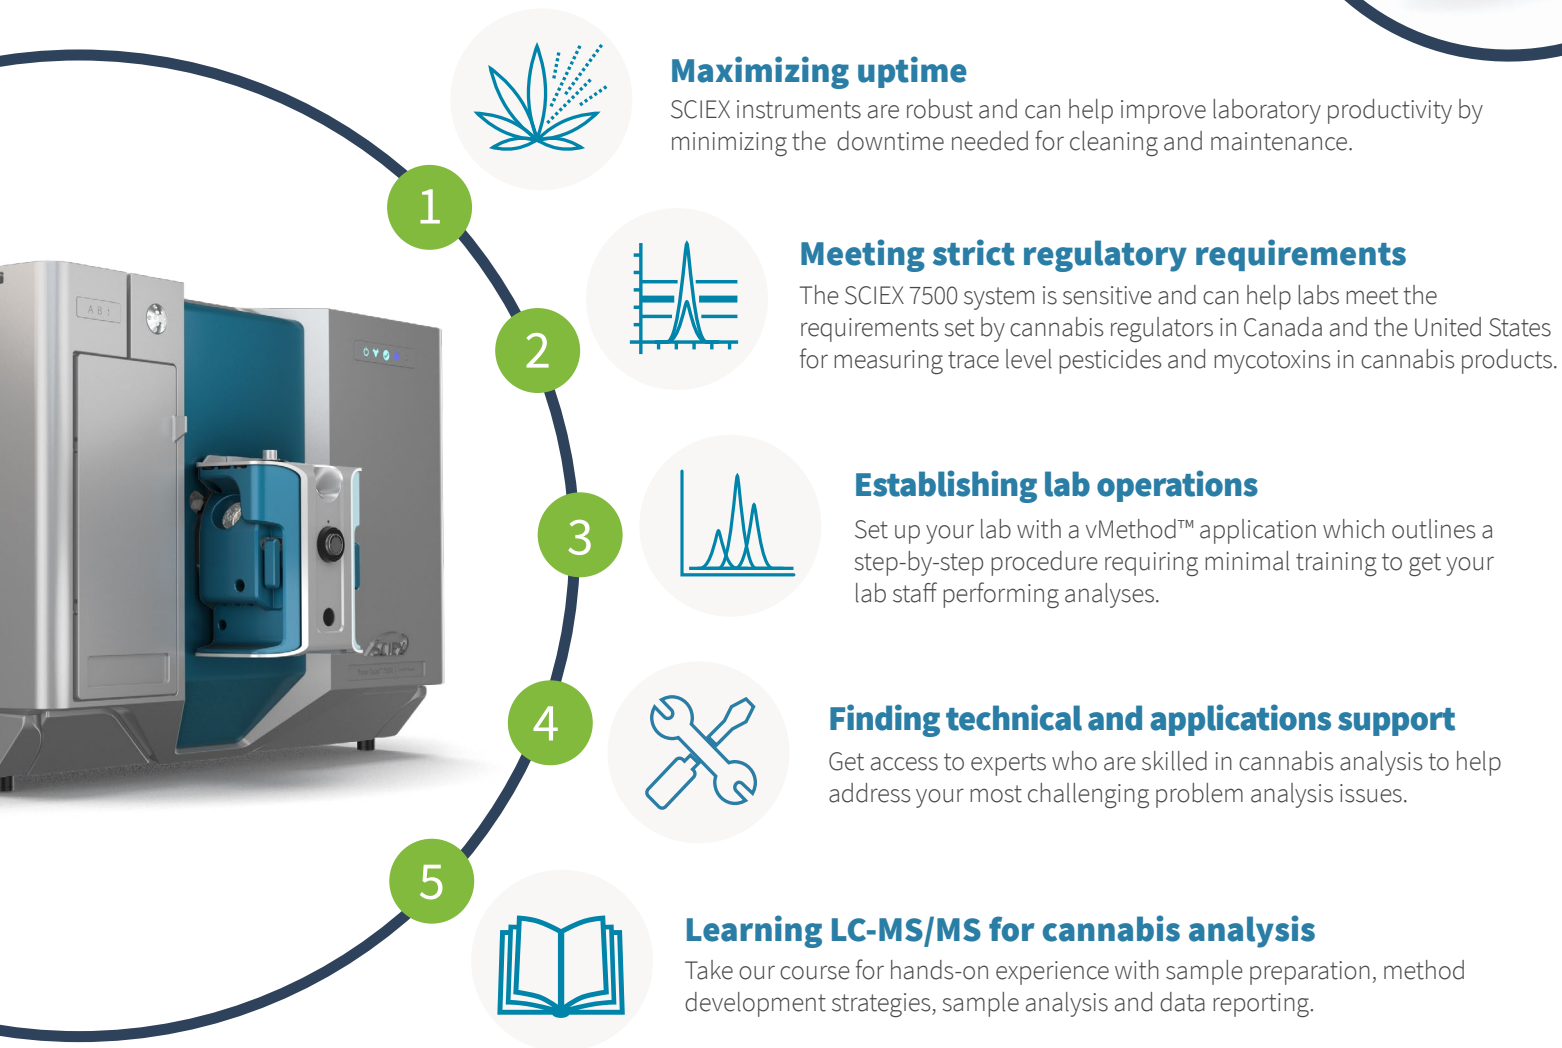 Maximizing uptime
SCIEX instruments are robust and can help improve laboratory productivity by
minimizing the downtime needed for cleaning and maintenance.
1
Meeting strict regulatory requirements
The SCIEX 7500 system is sensitive and can help labs meet the
requirements set by cannabis regulators in Canada and the United States
for measuring trace level pesticides and mycotoxins in cannabis products.
2
Establishing lab operations
Set up your lab with a vMethod™ application which outlines a
step-by-step procedure requiring minimal training to get your
lab staff performing analyses.
3
SCIEX
Finding technical and applications support
Get access to experts who are skilled in cannabis analysis to help
address your most challenging problem analysis issues.
4
5
Learning LC-MS/MS for cannabis analysis
Take our course for hands-on experience with sample preparation, method
development strategies, sample analysis and data reporting.